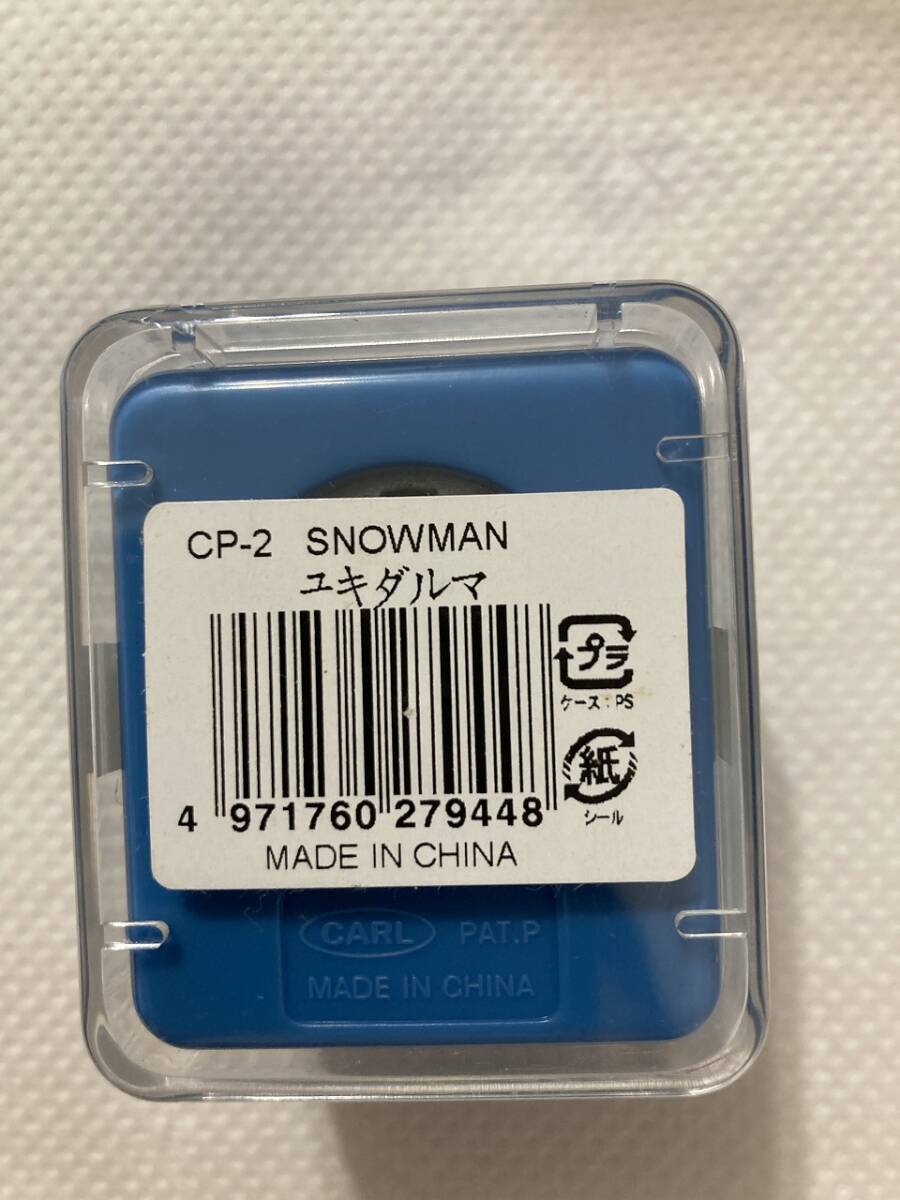 CP-2 SNOWMAN
ユキダルマ
プラ
ケース:PS
紙
シール
4 971760 279448
MADE IN CHINA
CARL PAT.P
MADE IN CHINA